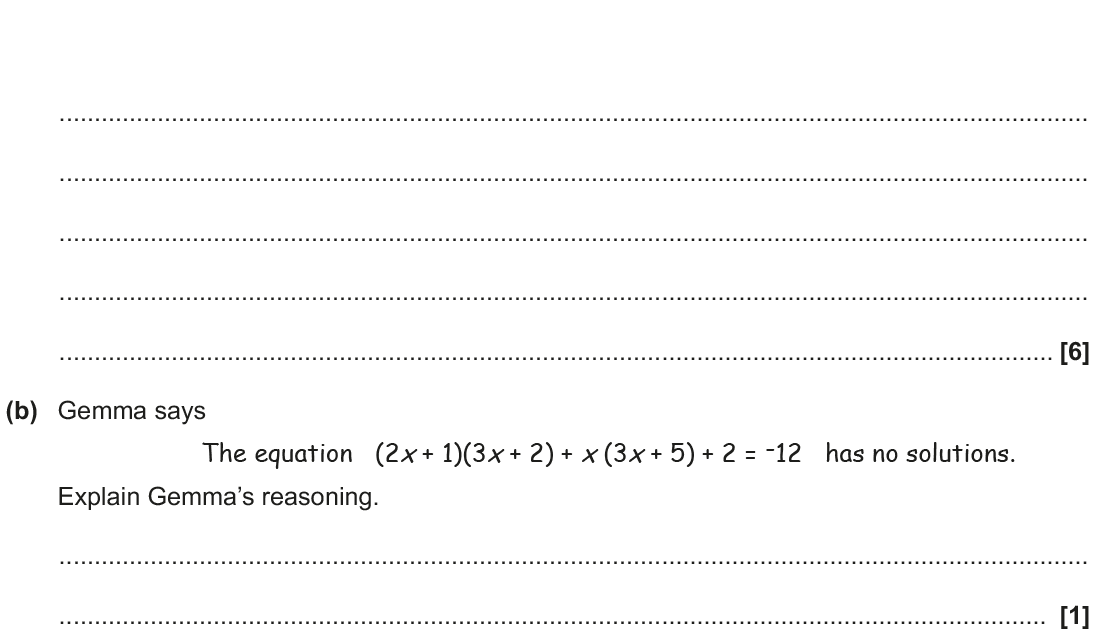 [6]
(b) Gemma says
The equation (2x + 1)(3x + 2) + x (3x + 5) + 2 = ⁻12 has no solutions.
Explain Gemma’s reasoning.
[1]